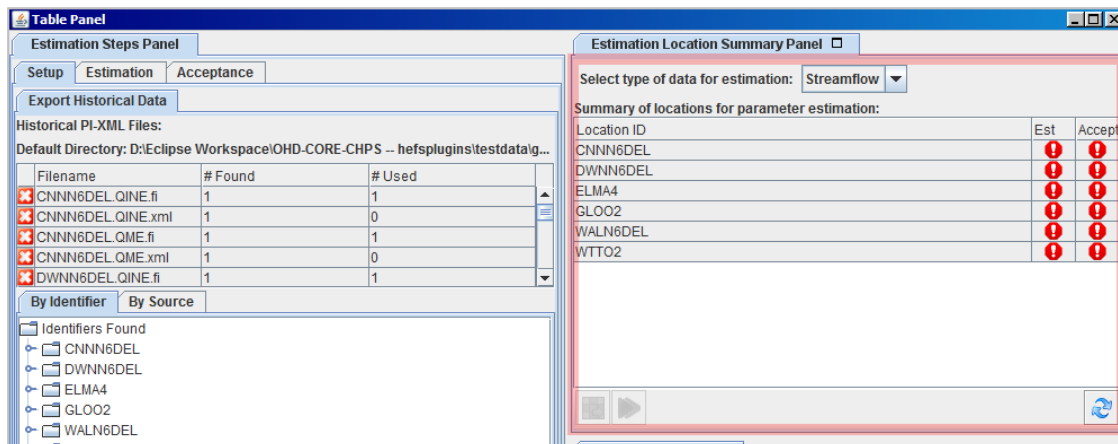 Table Panel
Estimation Steps Panel
Setup Estimation Acceptance
Export Historical Data
Historical PI-XML Files:
Default Directory: D:\Eclipse Workspace\OHD-CORE-CHPS -- hefsplugins\testdata\g...
Filename # Found # Used
CNNN6DEL.QINE.fi 1 1
CNNN6DEL.QINE.xml 1 0
CNNN6DEL.QME.fi 1 1
CNNN6DEL.QME.xml 1 0
DWNN6DEL.QINE.fi 1 1
By Identifier By Source
Identifiers Found
CNNN6DEL
DWNN6DEL
ELMA4
GLOO2
WALN6DEL
Estimation Location Summary Panel
Select type of data for estimation: Streamflow
Summary of locations for parameter estimation:
Location ID Est Accept
CNNN6DEL
DWNN6DEL
ELMA4
GLOO2
WALN6DEL
WTTO2